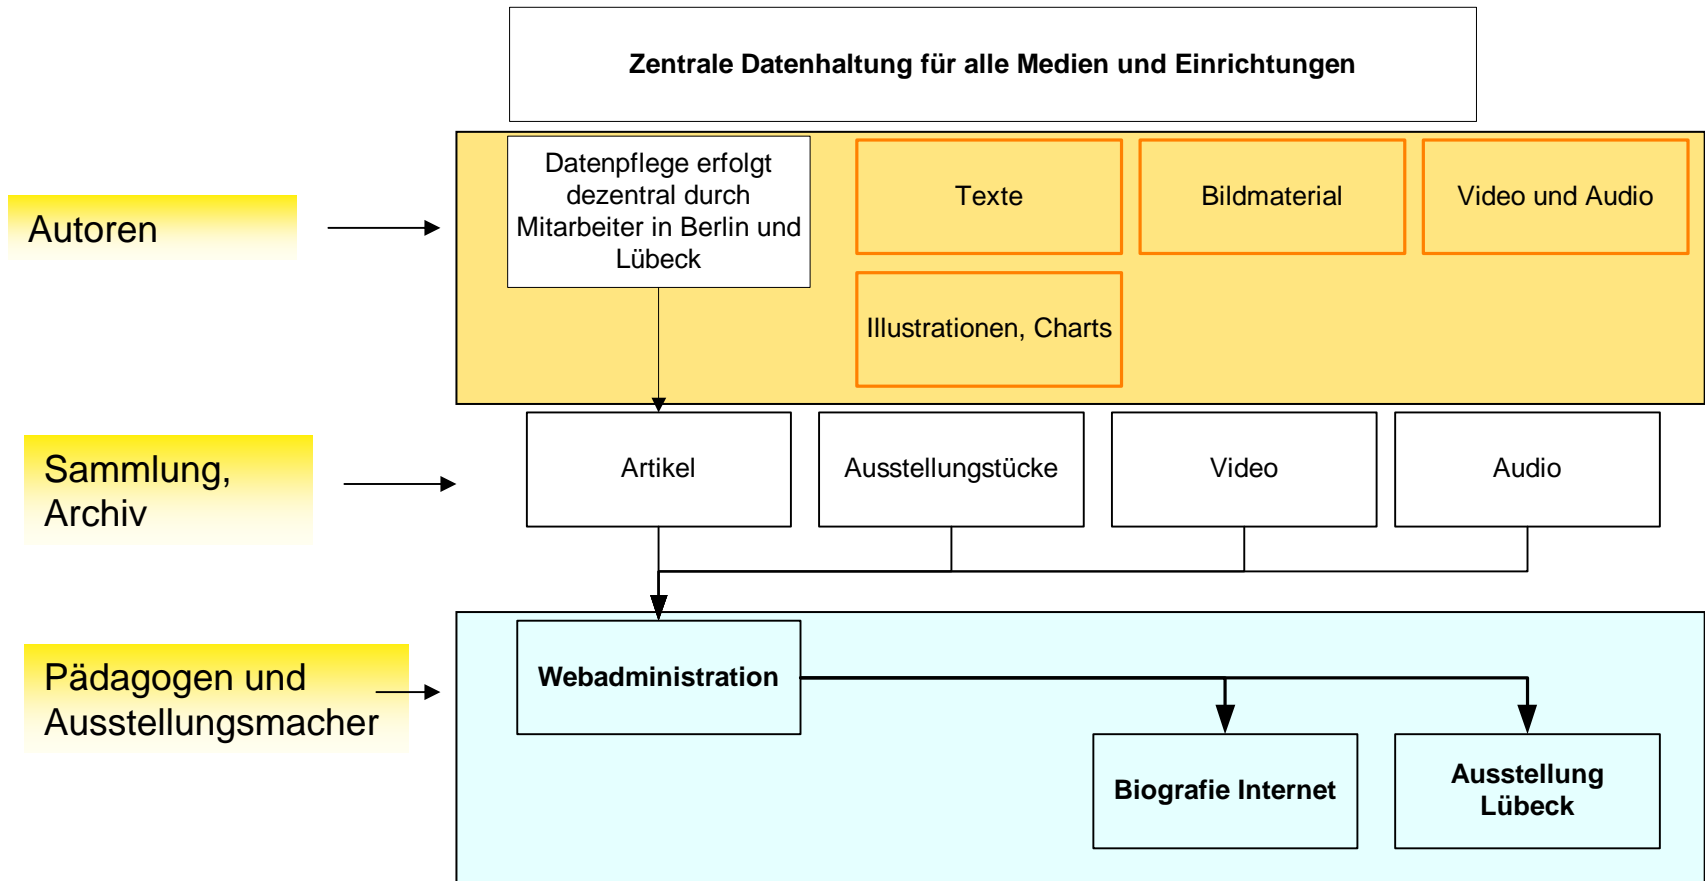 Zentrale Datenhaltung für alle Medien und Einrichtungen
Autoren
Datenpflege erfolgt
dezentral durch
Mitarbeiter in Berlin und
Lübeck
Texte
Bildmaterial
Video und Audio
Illustrationen, Charts
Sammlung,
Archiv
Artikel
Ausstellungstücke
Video
Audio
Pädagogen und
Ausstellungsmacher
Webadministration
Biografie Internet
Ausstellung
Lübeck